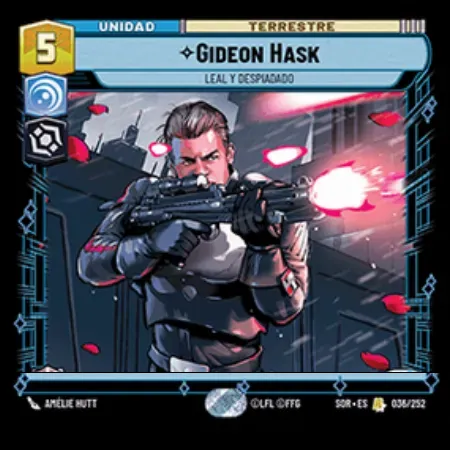 5
UNIDAD
TERRESTRE
GIDEON HASK
LEAL Y DESPIADADO
AMÉLIE HUTT
©LFL ©FFG
SOR • ES
036/252